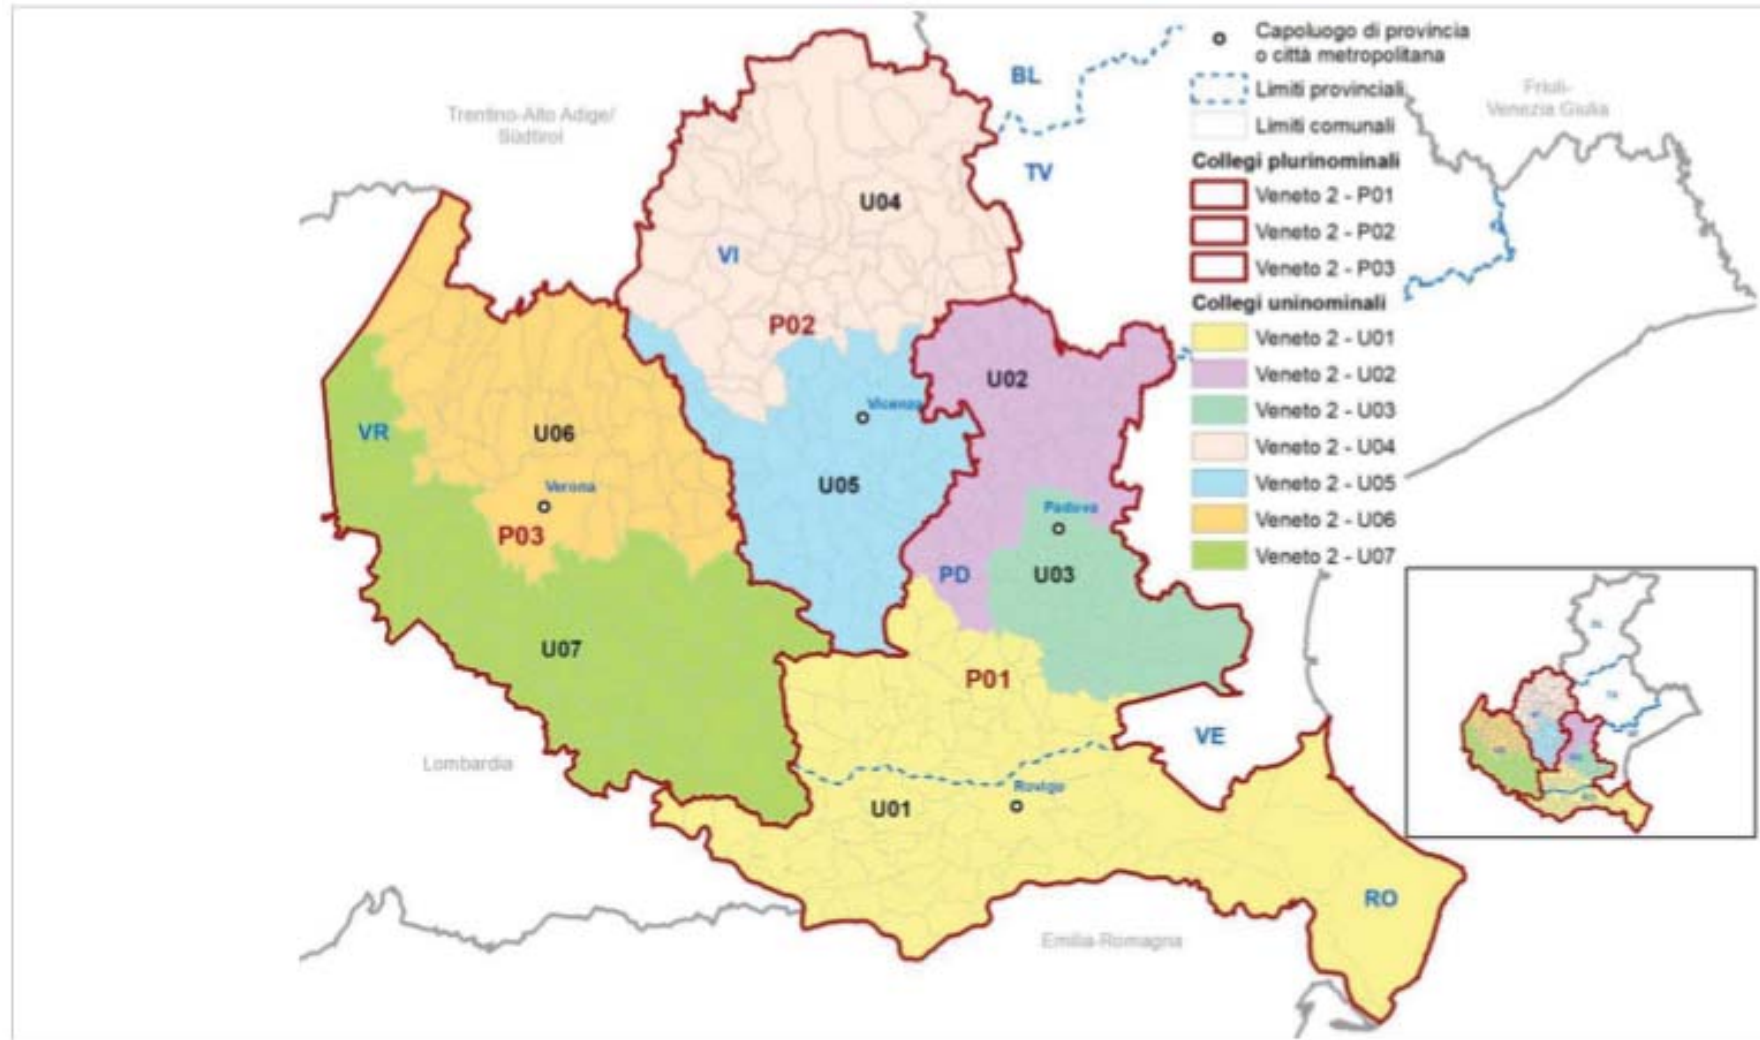 Capoluogo di provincia
o città metropolitana
Limiti provinciali
Limiti comunali
Collegi plurinominali
Veneto 2 - P01
Veneto 2 - P02
Veneto 2 - P03
Collegi uninominali
Veneto 2 - U01
Veneto 2 - U02
Veneto 2 - U03
Veneto 2 - U04
Veneto 2 - U05
Veneto 2 - U06
Veneto 2 - U07
BL
Trentino-Alto Adige/
Südtirol
Friuli-
Venezia Giulia
TV
U04
VI
P02
U02
Vicenza
VR
U06
U05
Verona
Padova
P03
PD
U03
U07
P01
VE
Lombardia
Rovigo
U01
RO
Emilia-Romagna